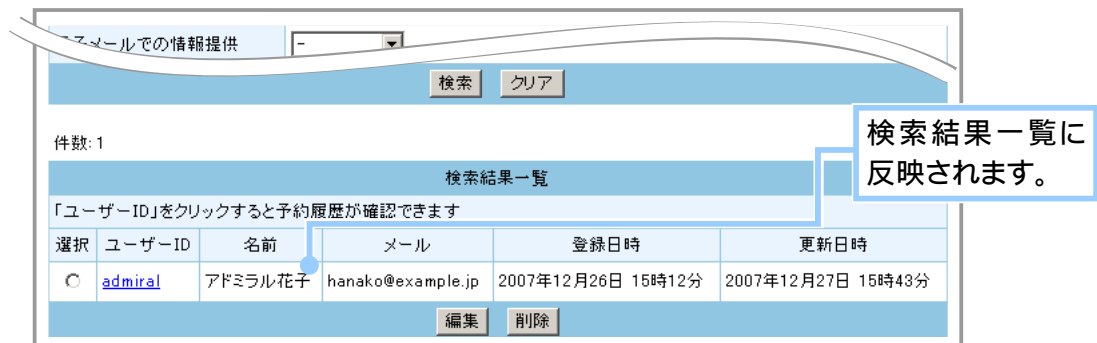 メールでの情報提供 -
検索 クリア
件数: 1
検索結果一覧に
反映されます。
検索結果一覧
「ユーザーID」をクリックすると予約履歴が確認できます
選択 ユーザーID 名前 メール 登録日時 更新日時
admiral アドミラル花子 hanako@example.jp 2007年12月26日 15時12分 2007年12月27日 15時43分
編集 削除